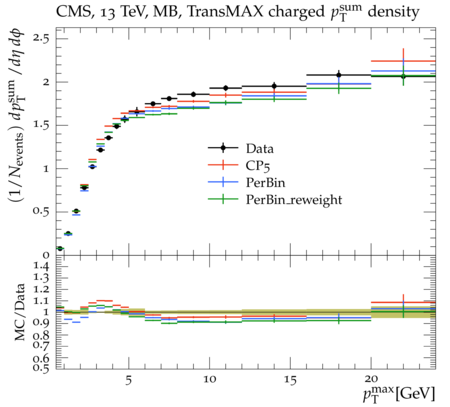 CMS, 13 TeV, MB, TransMAX charged p_T^sum density
(1/N_events) dp_T^sum / dη dϕ
2.5
2
1.5
1
0.5
0
Data
CP5
PerBin
PerBin_reweight
MC/Data
1.4
1.3
1.2
1.1
1.0
0.9
0.8
0.7
0.6
0.5
5 10 15 20
p_T^max[GeV]